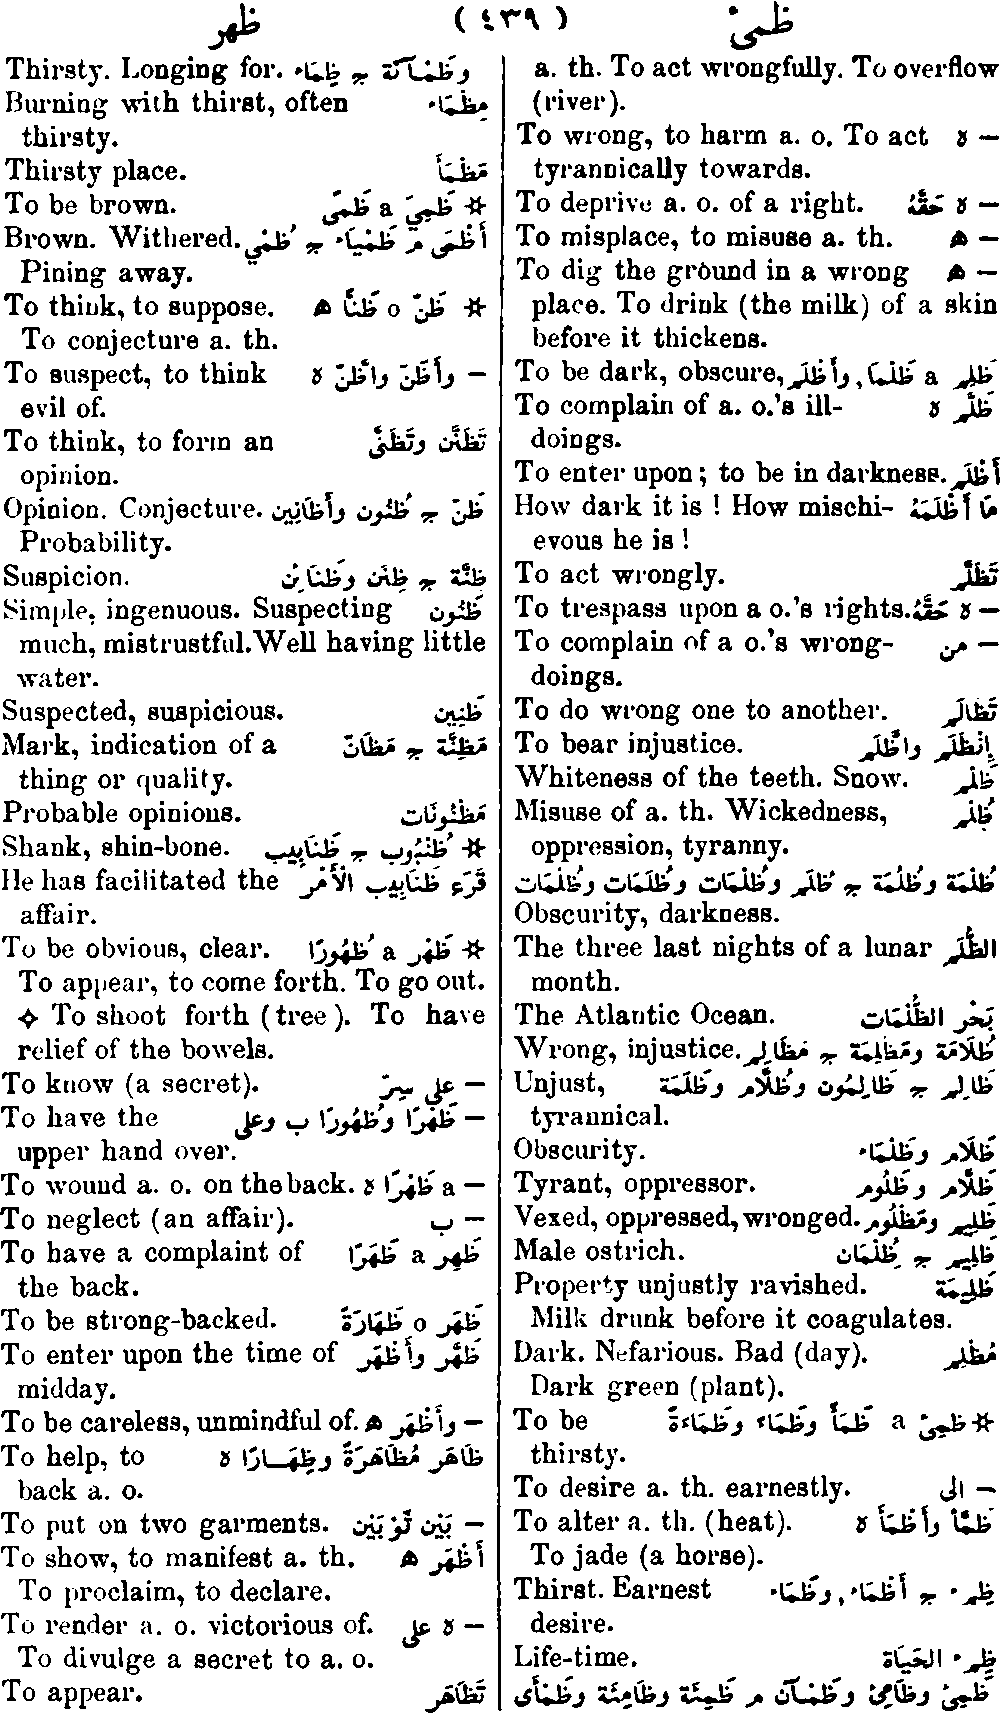 ظهر ( ٤٣٩ ) ظمئ
a. th. To act wrongfully. To overflow
(river).
To wrong, to harm a. o. To act — ه
tyrannically towards.
To deprive a. o. of a right. — ه حَقَّهُ
To misplace, to misuse a. th. — ه
To dig the ground in a wrong — ه
place. To drink (the milk) of a skin
before it thickens.
To be dark, obscure, ظَلِمَ a ظَلْمًا, وأَظْلَمَ
To complain of a. o.'s ill- ظَلَّمَ ه
doings.
To enter upon; to be in darkness. أَظْلَمَ
How dark it is ! How mischi- مَا أَظْلَمَهُ
evous he is !
To act wrongly. تَظَلَّمَ
To trespass upon a o.'s rights. — ه حَقَّهُ
To complain of a o.'s wrong- — من
doings.
To do wrong one to another. تَظَالَمَ
To bear injustice. إِنْظَلَمَ واظَّلَمَ
Whiteness of the teeth. Snow. ظَلْم
Misuse of a. th. Wickedness, ظُلْم
oppression, tyranny.
ظُلْمَة وظُلُمَة ج ظُلَم وظُلْمَات وظُلَمَات وظُلُمَات
Obscurity, darkness.
The three last nights of a lunar الظُّلَم
month.
The Atlantic Ocean. بَحْر الظُّلُمَات
Wrong, injustice. ظُلَامَة ومَظْلِمَة ج مَظَالِم
Unjust, ظَالِم ج ظَالِمُون وظُلَّام وظَلَمَة
tyrannical.
Obscurity. ظَلَام وظَلْمَاء
Tyrant, oppressor. ظَلَّام وظَلُوم
Vexed, oppressed, wronged. ظَلِيم ومَظْلُوم
Male ostrich. ظَلِيم ج ظُلْمَان
Property unjustly ravished. ظَلِيمَة
Milk drunk before it coagulates.
Dark. Nefarious. Bad (day). مُظْلِم
Dark green (plant).
To be ✲ ظَمِئَ a ظَمَأً وظَمَاء وظَمَاءَة
thirsty.
To desire a. th. earnestly. — الى
To alter a. th. (heat). ظَمَّأَ وأَظْمَأَ ه
To jade (a horse).
Thirst. Earnest ظِمْء ج أَظْمَاء, وظَمَاء
desire.
Life-time. ظِمْء الحَيَاة
ظَمِئ وظَامِئ وظَمْآن م ظَمِئَة وظَامِئَة وظَمْأَى
Thirsty. Longing for. وظَمْآنَة ج ظِمَاء
Burning with thirst, often مِظْمَاء
thirsty.
Thirsty place. مَظْمَأ
To be brown. ✲ ظَمِيَ a ظَمًى
Brown. Withered. أَظْمَى م ظَمْيَاء ج ظُمْي
Pining away.
To think, to suppose. ✲ ظَنَّ o ظَنًّا ه
To conjecture a. th.
To suspect, to think — وأَظَنَّ واظَّنَّ ه
evil of.
To think, to form an تَظَنَّن وتَظَنَّى
opinion.
Opinion. Conjecture. ظَنّ ج ظُنُون وأَظَانِين
Probability.
Suspicion. ظِنَّة ج ظِنَن وظَنَائِن
Simple, ingenuous. Suspecting ظَنُون
much, mistrustful. Well having little
water.
Suspected, suspicious. ظَنِين
Mark, indication of a مَظِنَّة ج مَظَانّ
thing or quality.
Probable opinions. مَظْنُونَات
Shank, shin-bone. ✲ ظُنْبُوب ج ظَنَابِيب
He has facilitated the قَرَع ظَنَابِيب الأَمْر
affair.
To be obvious, clear. ✲ ظَهَر a ظُهُورًا
To appear, to come forth. To go out.
✧ To shoot forth (tree). To have
relief of the bowels.
To know (a secret). — على سِرّ
To have the — ظَهْرًا وظُهُورًا ب وعلى
upper hand over.
To wound a. o. on the back. — a ظَهْرًا ه
To neglect (an affair). — ب
To have a complaint of ظَهِر a ظَهَرًا
the back.
To be strong-backed. ظَهُر o ظَهَارَةً
To enter upon the time of ظَهَّر وأَظْهَر
midday.
To be careless, unmindful of. — وأَظْهَر ه
To help, to ظَاهَر مُظَاهَرَةً وظِهَارًا ه
back a. o.
To put on two garments. — بَيْن ثَوْبَيْن
To show, to manifest a. th. أَظْهَر ه
To proclaim, to declare.
To render a. o. victorious of. — ه على
To divulge a secret to a. o.
To appear. تَظَاهَر